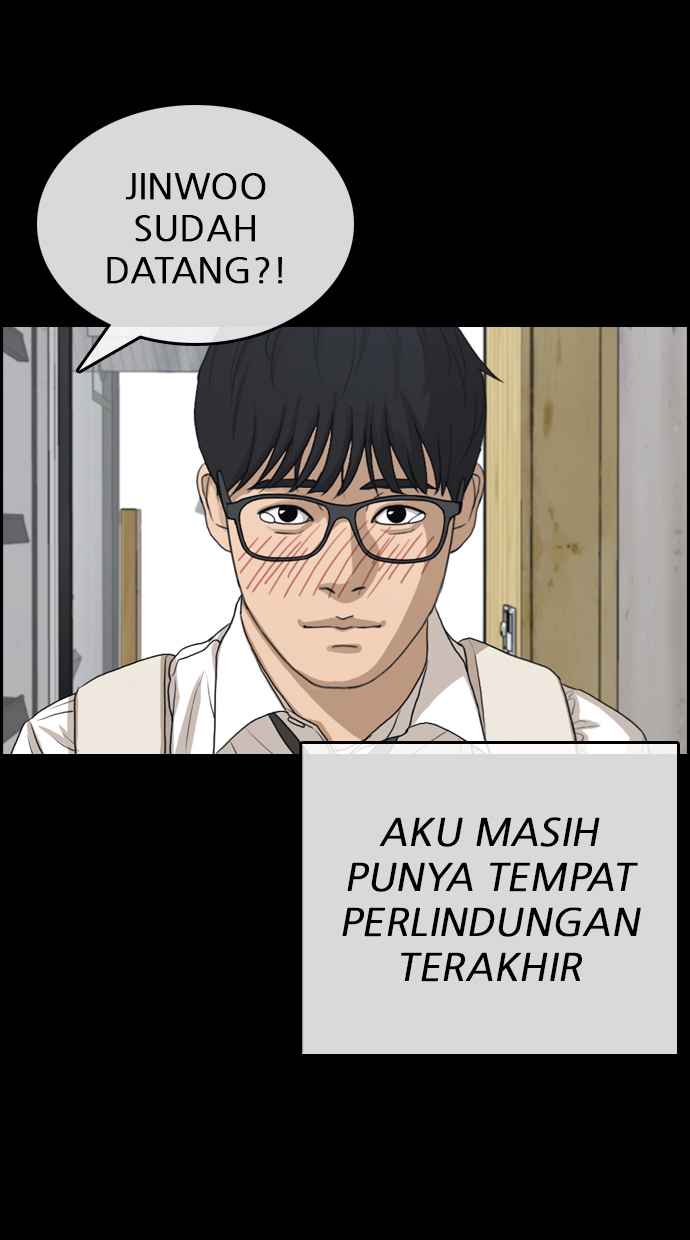 JINWOO
SUDAH
DATANG?!
AKU MASIH
PUNYA TEMPAT
PERLINDUNGAN
TERAKHIR